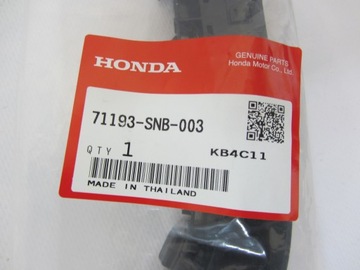 GENUINE PARTS
Honda Motor Co., Ltd.
HONDA
71193-SNB-003
QTY 1 KB4C11
MADE IN THAILAND